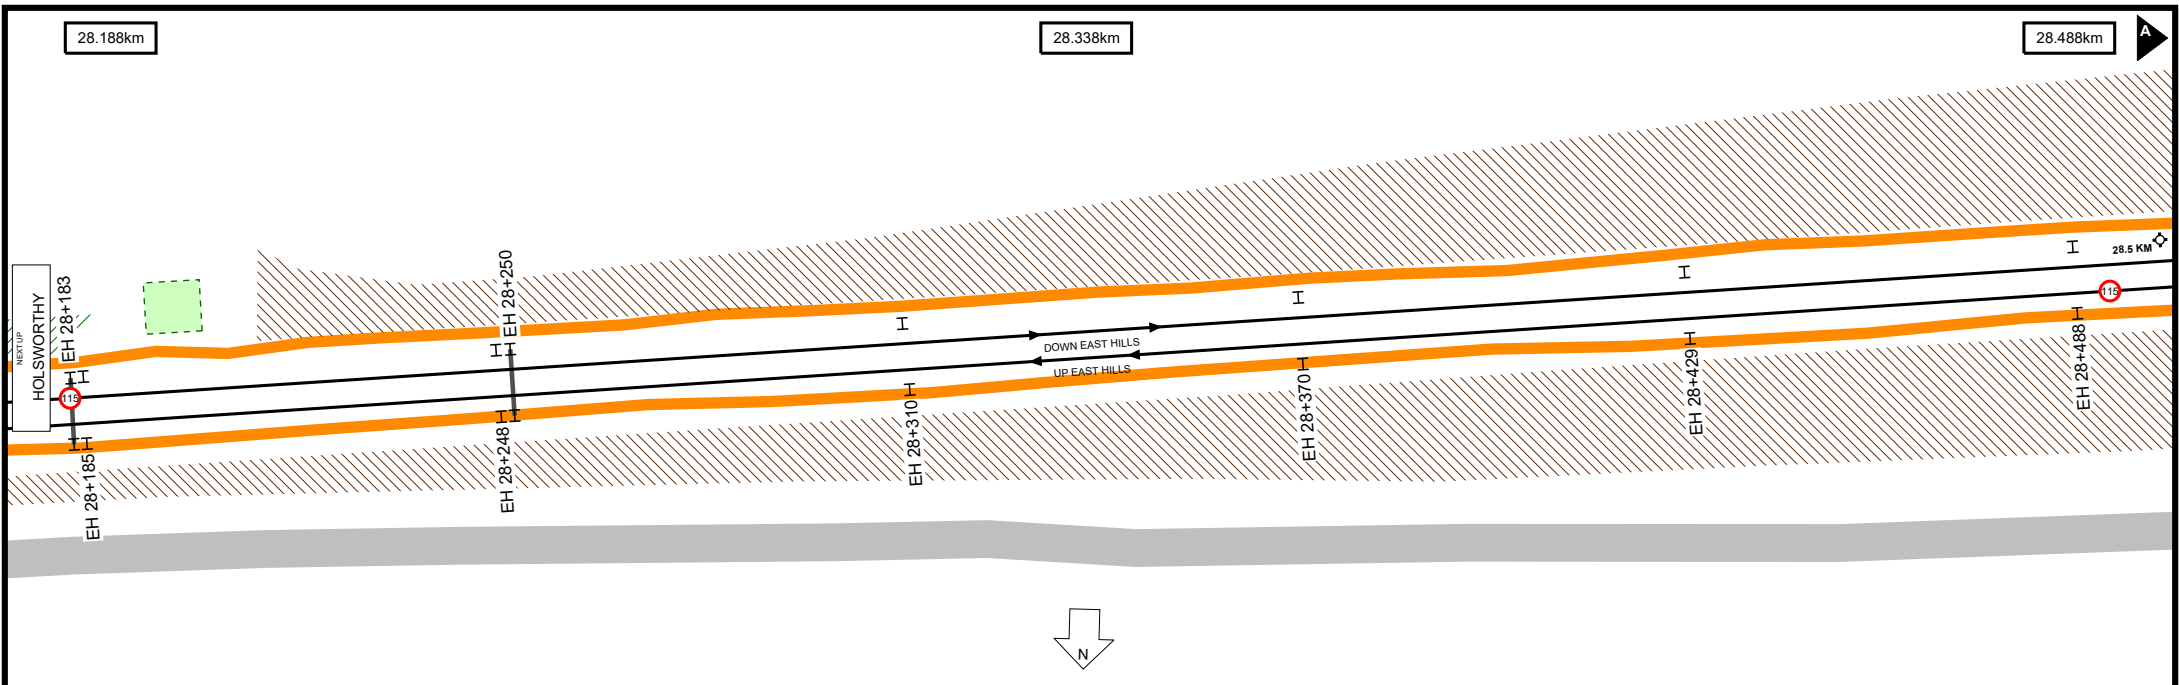 28.188km
28.338km
28.488km
A
NEXT UP
HOLSWORTHY
EH 28+183
EH 28+250
28.5 KM
115
115
DOWN EAST HILLS
UP EAST HILLS
EH 28+185
EH 28+248
EH 28+310
EH 28+370
EH 28+429
EH 28+488
N